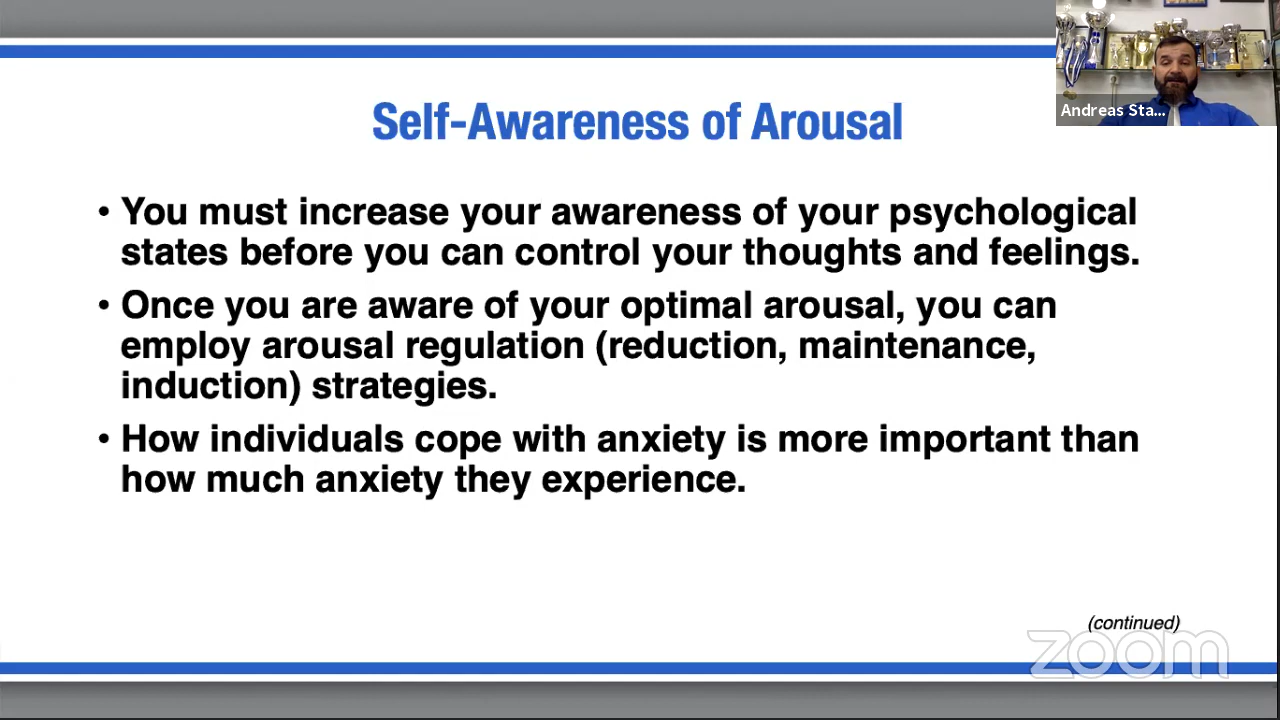 Andreas Sta...
Self-Awareness of Arousal
• You must increase your awareness of your psychological
states before you can control your thoughts and feelings.
• Once you are aware of your optimal arousal, you can
employ arousal regulation (reduction, maintenance,
induction) strategies.
• How individuals cope with anxiety is more important than
how much anxiety they experience.
(continued)
zoom